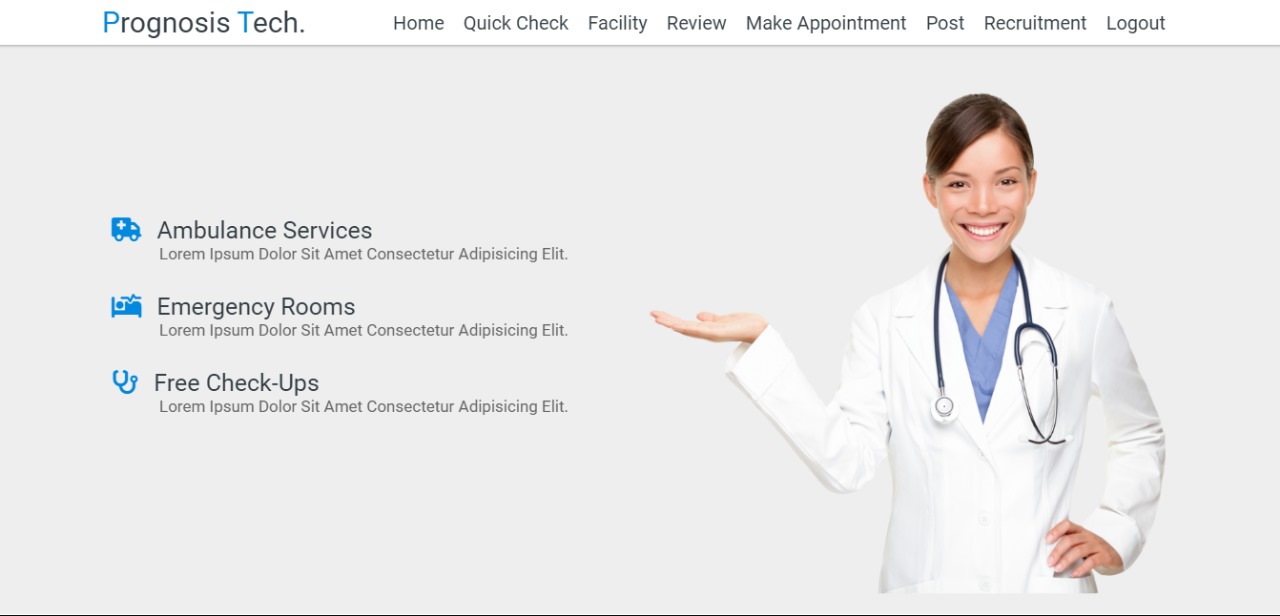 Prognosis Tech. Home Quick Check Facility Review Make Appointment Post Recruitment Logout
Ambulance Services
Lorem Ipsum Dolor Sit Amet Consectetur Adipisicing Elit.
Emergency Rooms
Lorem Ipsum Dolor Sit Amet Consectetur Adipisicing Elit.
Free Check-Ups
Lorem Ipsum Dolor Sit Amet Consectetur Adipisicing Elit.